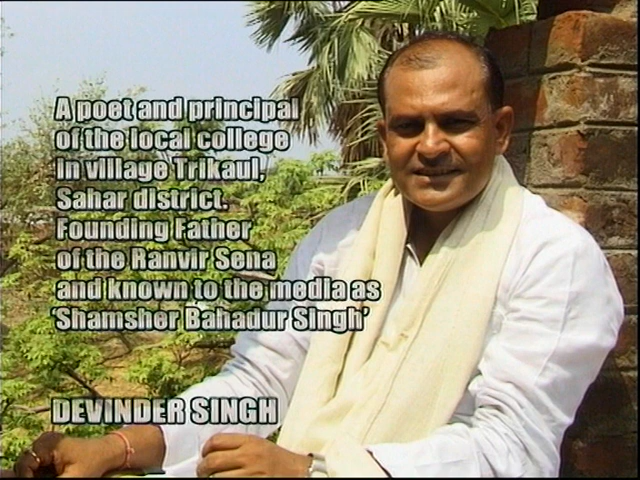 A poet and principal
of the local college
in village Trikaul,
Sahar district.
Founding Father
of the Ranvir Sena
and known to the media as
‘Shamsher Bahadur Singh’
DEVINDER SINGH